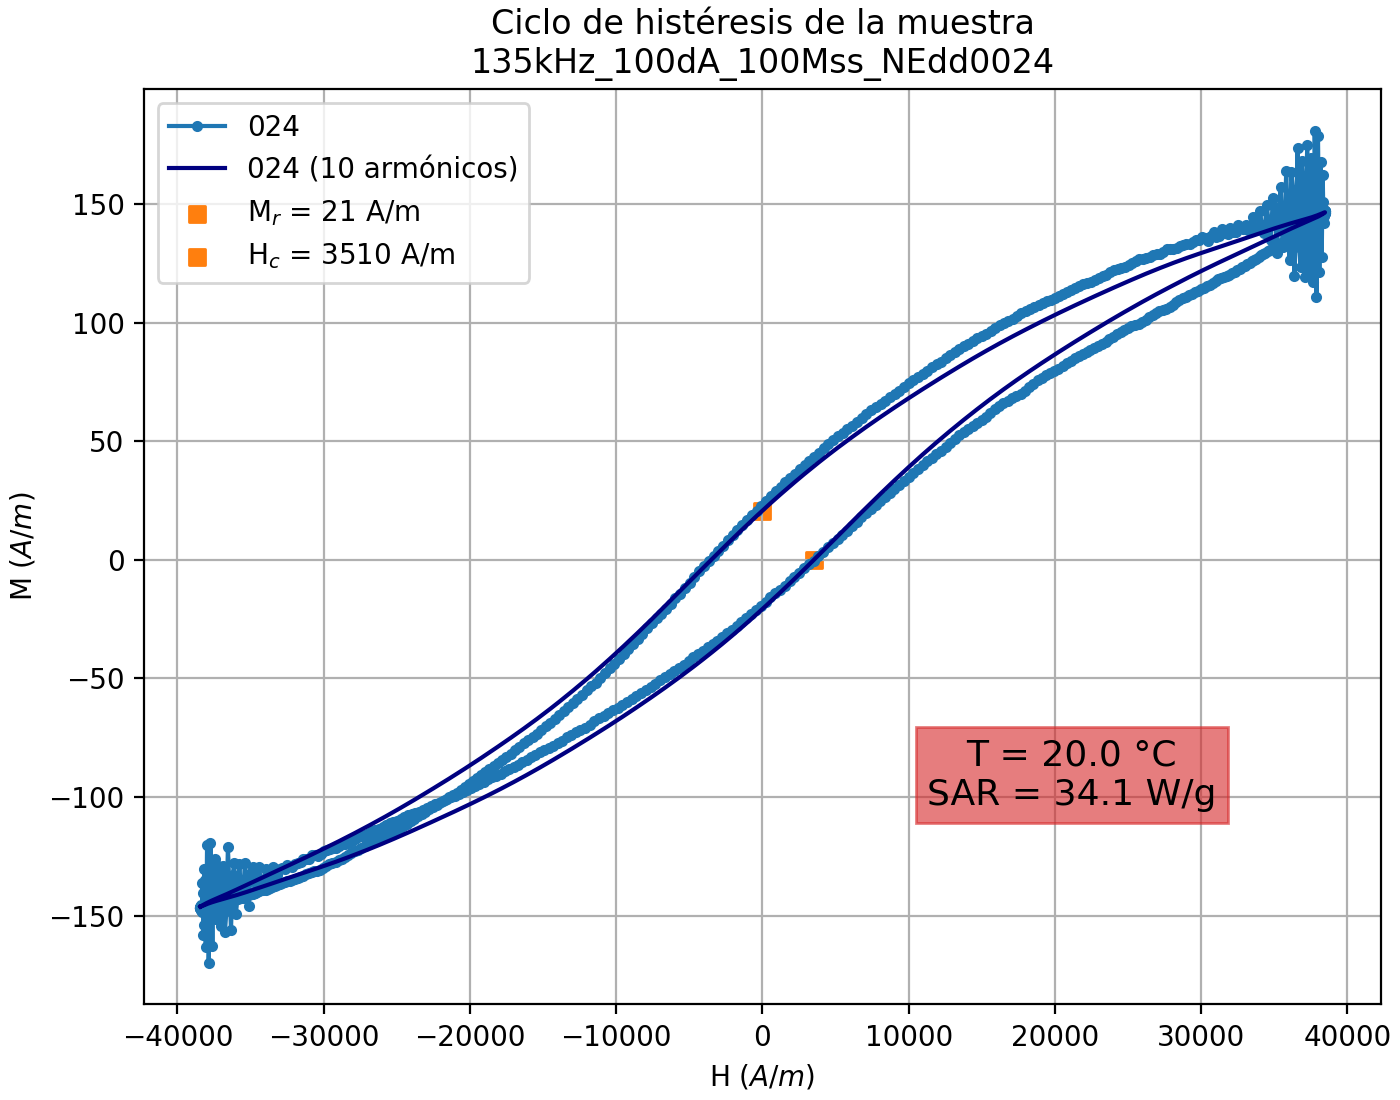 Ciclo de histéresis de la muestra
135kHz_100dA_100Mss_NEdd0024
024
024 (10 armónicos)
Mᵣ = 21 A/m
H꜀ = 3510 A/m
150
100
50
0
−50
−100
−150
M (A/m)
T = 20.0 °C
SAR = 34.1 W/g
−40000 −30000 −20000 −10000 0 10000 20000 30000 40000
H (A/m)